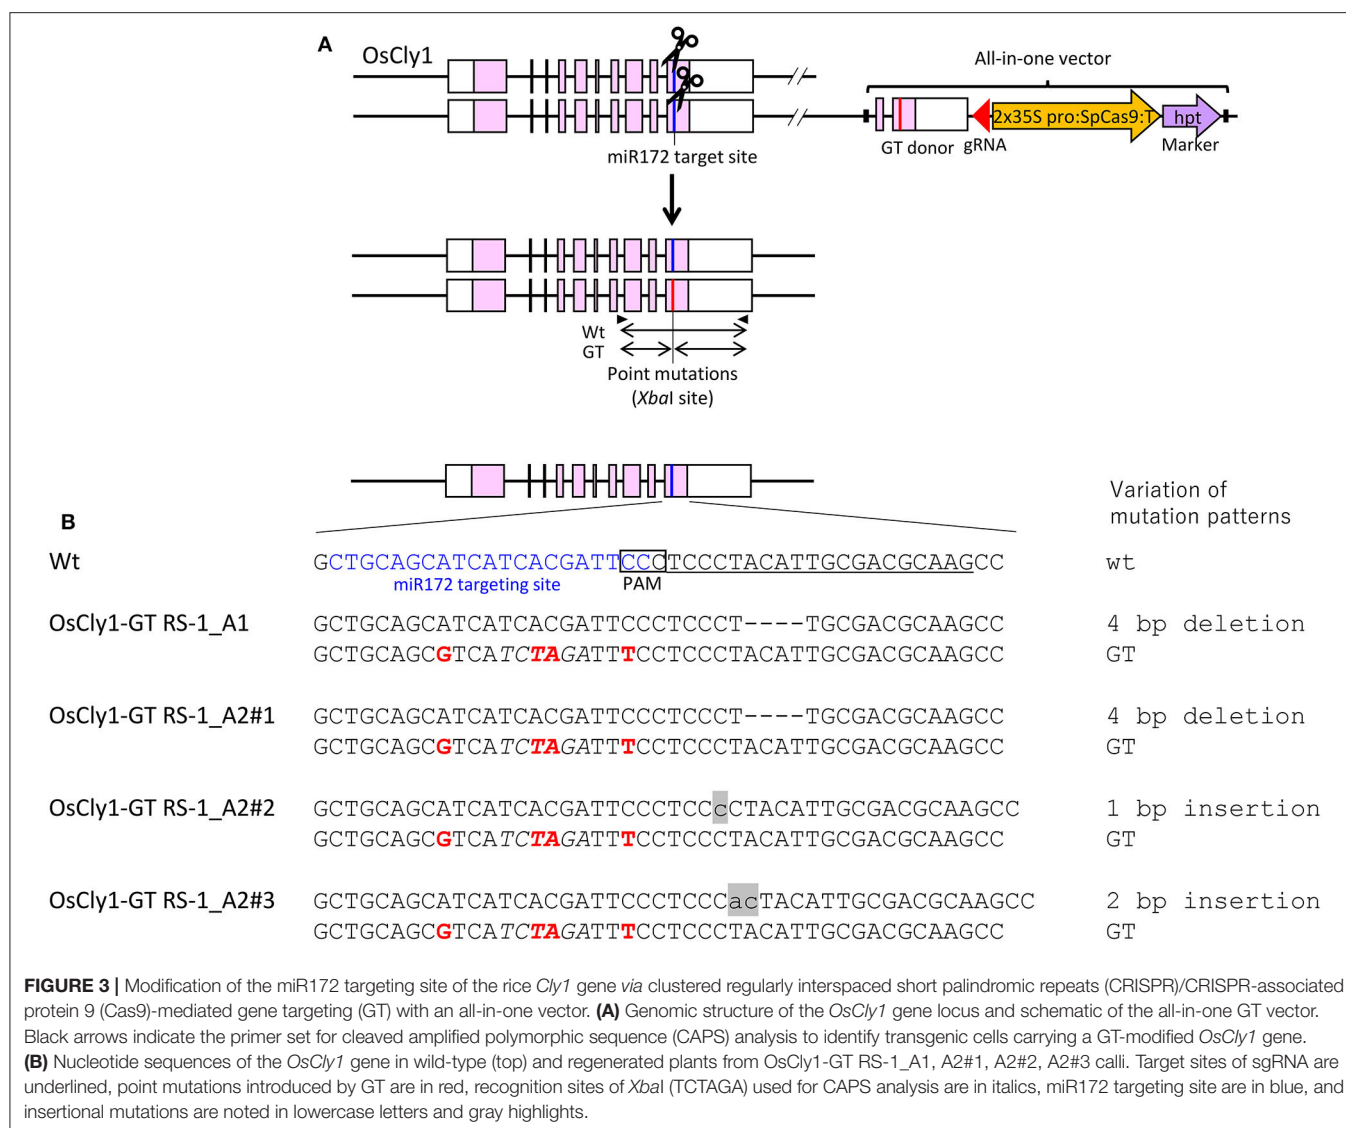 A
OsCly1
All-in-one vector
2x35S pro:SpCas9:T
hpt
GT donor
gRNA
Marker
miR172 target site
Wt
GT
Point mutations
(XbaI site)
B
Variation of
mutation patterns
Wt GCTGCAGCATCATCACGATTCCCTCCCTACATTGCGACGCAAGCC wt
miR172 targeting site PAM
OsCly1-GT RS-1_A1 GCTGCAGCATCATCACGATTCCCTCCCT----TGCGACGCAAGCC 4 bp deletion
GCTGCAGCGTCATCTAGATTTCCTCCCTACATTGCGACGCAAGCC GT
OsCly1-GT RS-1_A2#1 GCTGCAGCATCATCACGATTCCCTCCCT----TGCGACGCAAGCC 4 bp deletion
GCTGCAGCGTCATCTAGATTTCCTCCCTACATTGCGACGCAAGCC GT
OsCly1-GT RS-1_A2#2 GCTGCAGCATCATCACGATTCCCTCCcCTACATTGCGACGCAAGCC 1 bp insertion
GCTGCAGCGTCATCTAGATTTCCTCCCTACATTGCGACGCAAGCC GT
OsCly1-GT RS-1_A2#3 GCTGCAGCATCATCACGATTCCCTCCCacTACATTGCGACGCAAGCC 2 bp insertion
GCTGCAGCGTCATCTAGATTTCCTCCCTACATTGCGACGCAAGCC GT
FIGURE 3 | Modification of the miR172 targeting site of the rice Cly1 gene via clustered regularly interspaced short palindromic repeats (CRISPR)/CRISPR-associated
protein 9 (Cas9)-mediated gene targeting (GT) with an all-in-one vector. (A) Genomic structure of the OsCly1 gene locus and schematic of the all-in-one GT vector.
Black arrows indicate the primer set for cleaved amplified polymorphic sequence (CAPS) analysis to identify transgenic cells carrying a GT-modified OsCly1 gene.
(B) Nucleotide sequences of the OsCly1 gene in wild-type (top) and regenerated plants from OsCly1-GT RS-1_A1, A2#1, A2#2, A2#3 calli. Target sites of sgRNA are
underlined, point mutations introduced by GT are in red, recognition sites of XbaI (TCTAGA) used for CAPS analysis are in italics, miR172 targeting site are in blue, and
insertional mutations are noted in lowercase letters and gray highlights.